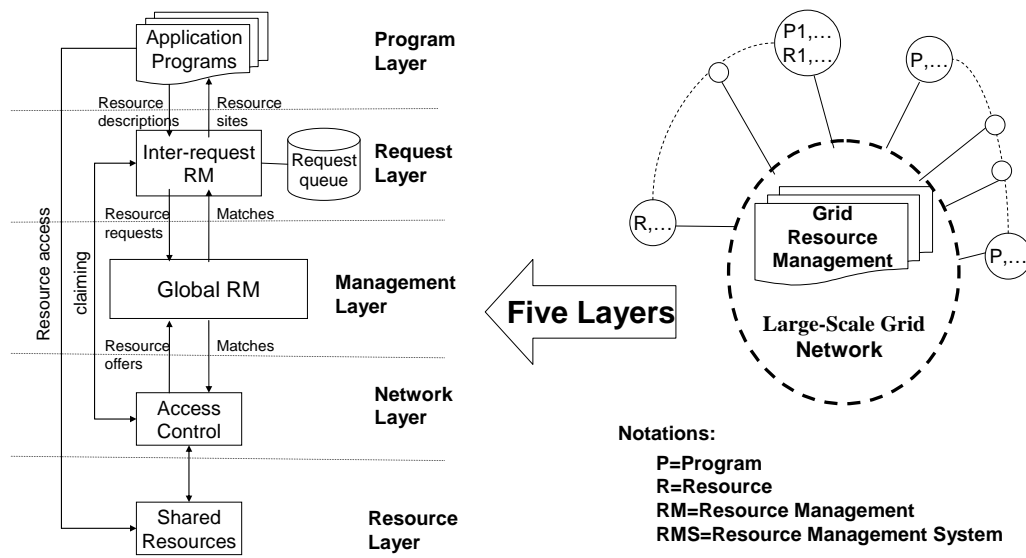 Application
Programs
Program
Layer
Resource
descriptions
Resource
sites
Inter-request
RM
Request
queue
Request
Layer
Resource
requests
Matches
Resource access
claiming
Global RM
Management
Layer
Resource
offers
Matches
Access
Control
Network
Layer
Shared
Resources
Resource
Layer
Five Layers
P1,...
R1,...
P,...
R,...
P,...
Grid
Resource
Management
Large-Scale Grid
Network
Notations:
P=Program
R=Resource
RM=Resource Management
RMS=Resource Management System